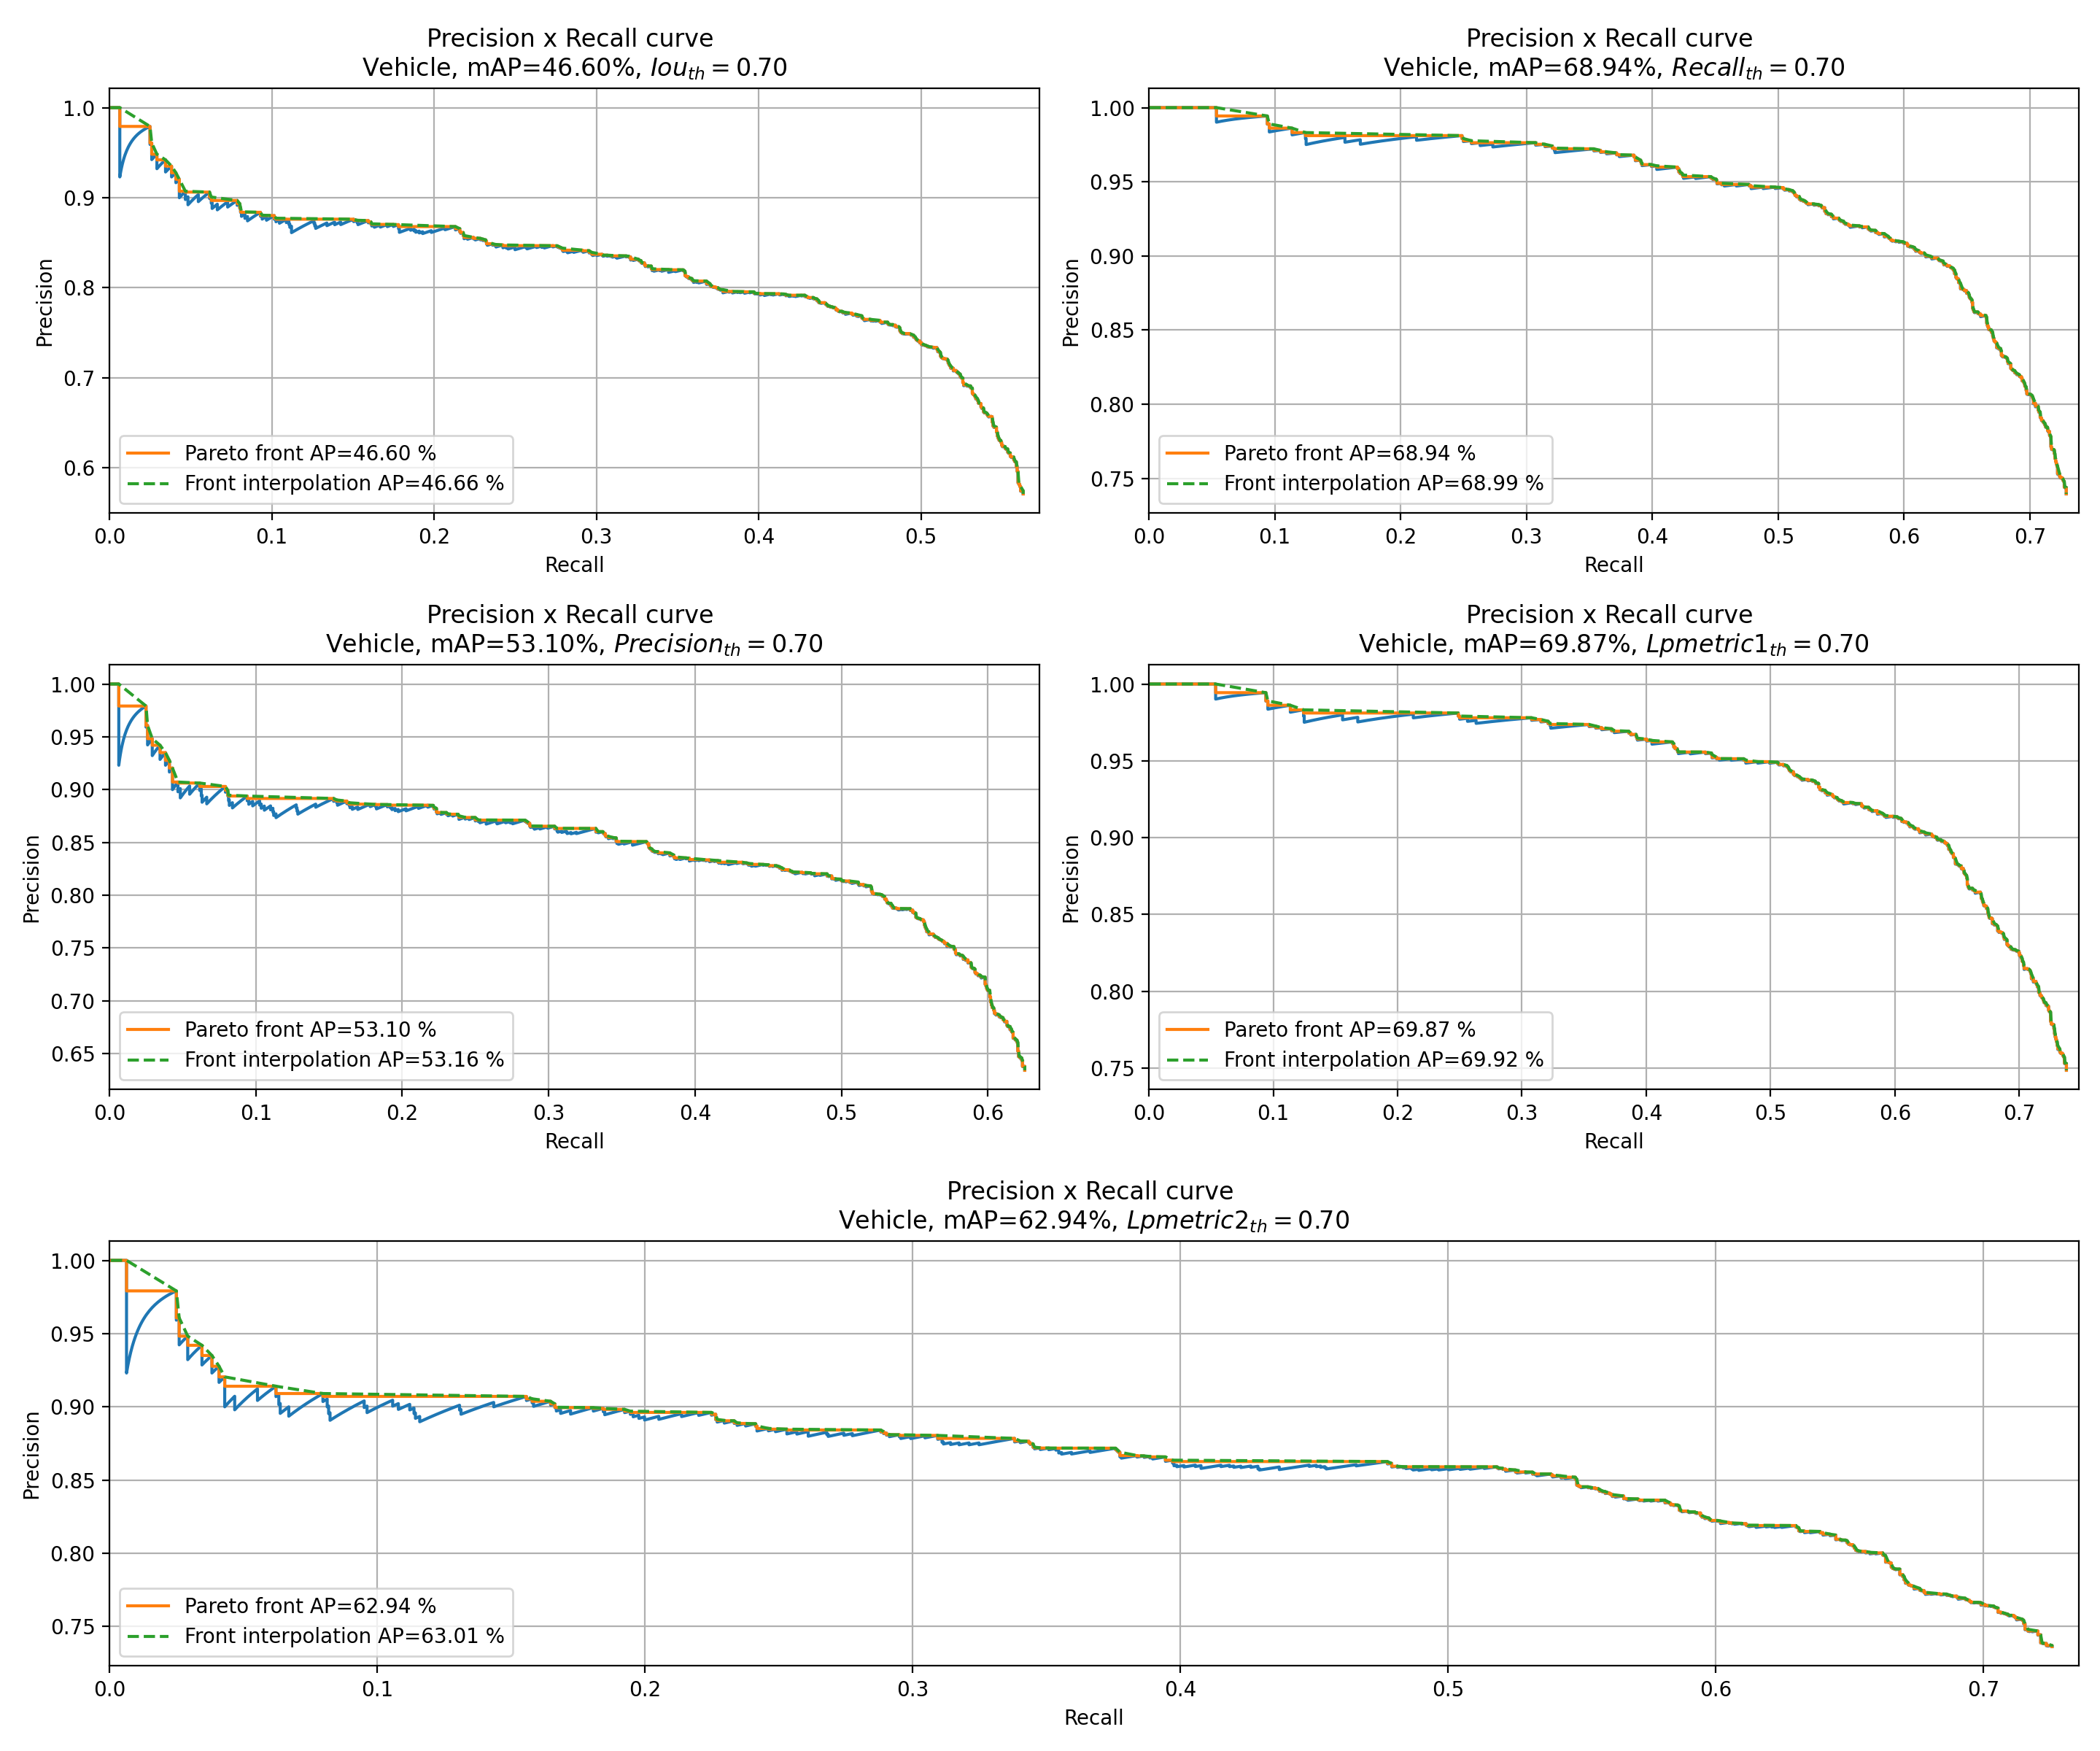 Precision x Recall curve
Vehicle, mAP=46.60%, Iou_th = 0.70
1.0
0.9
0.8
0.7
0.6
Precision
Pareto front AP=46.60 %
Front interpolation AP=46.66 %
0.0 0.1 0.2 0.3 0.4 0.5
Recall
Precision x Recall curve
Vehicle, mAP=68.94%, Recall_th = 0.70
1.00
0.95
0.90
0.85
0.80
0.75
Precision
Pareto front AP=68.94 %
Front interpolation AP=68.99 %
0.0 0.1 0.2 0.3 0.4 0.5 0.6 0.7
Recall
Precision x Recall curve
Vehicle, mAP=53.10%, Precision_th = 0.70
1.00
0.95
0.90
0.85
0.80
0.75
0.70
0.65
Precision
Pareto front AP=53.10 %
Front interpolation AP=53.16 %
0.0 0.1 0.2 0.3 0.4 0.5 0.6
Recall
Precision x Recall curve
Vehicle, mAP=69.87%, Lpmetric1_th = 0.70
1.00
0.95
0.90
0.85
0.80
0.75
Precision
Pareto front AP=69.87 %
Front interpolation AP=69.92 %
0.0 0.1 0.2 0.3 0.4 0.5 0.6 0.7
Recall
Precision x Recall curve
Vehicle, mAP=62.94%, Lpmetric2_th = 0.70
1.00
0.95
0.90
0.85
0.80
0.75
Precision
Pareto front AP=62.94 %
Front interpolation AP=63.01 %
0.0 0.1 0.2 0.3 0.4 0.5 0.6 0.7
Recall